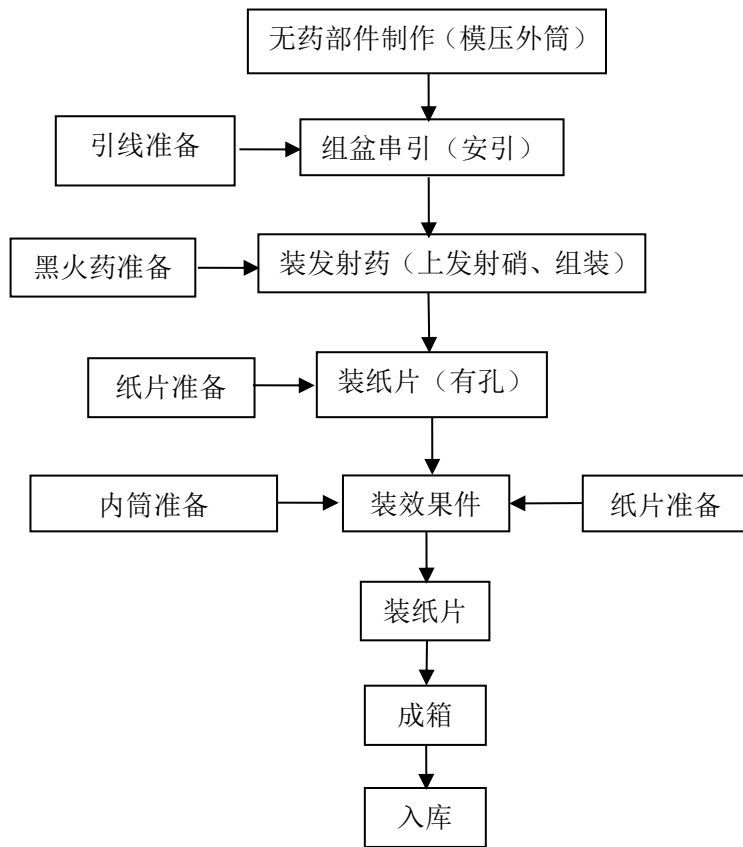 无药部件制作（模压外筒）
引线准备
组盆串引（安引）
黑火药准备
装发射药（上发射硝、组装）
纸片准备
装纸片（有孔）
内筒准备
装效果件
纸片准备
装纸片
成箱
入库